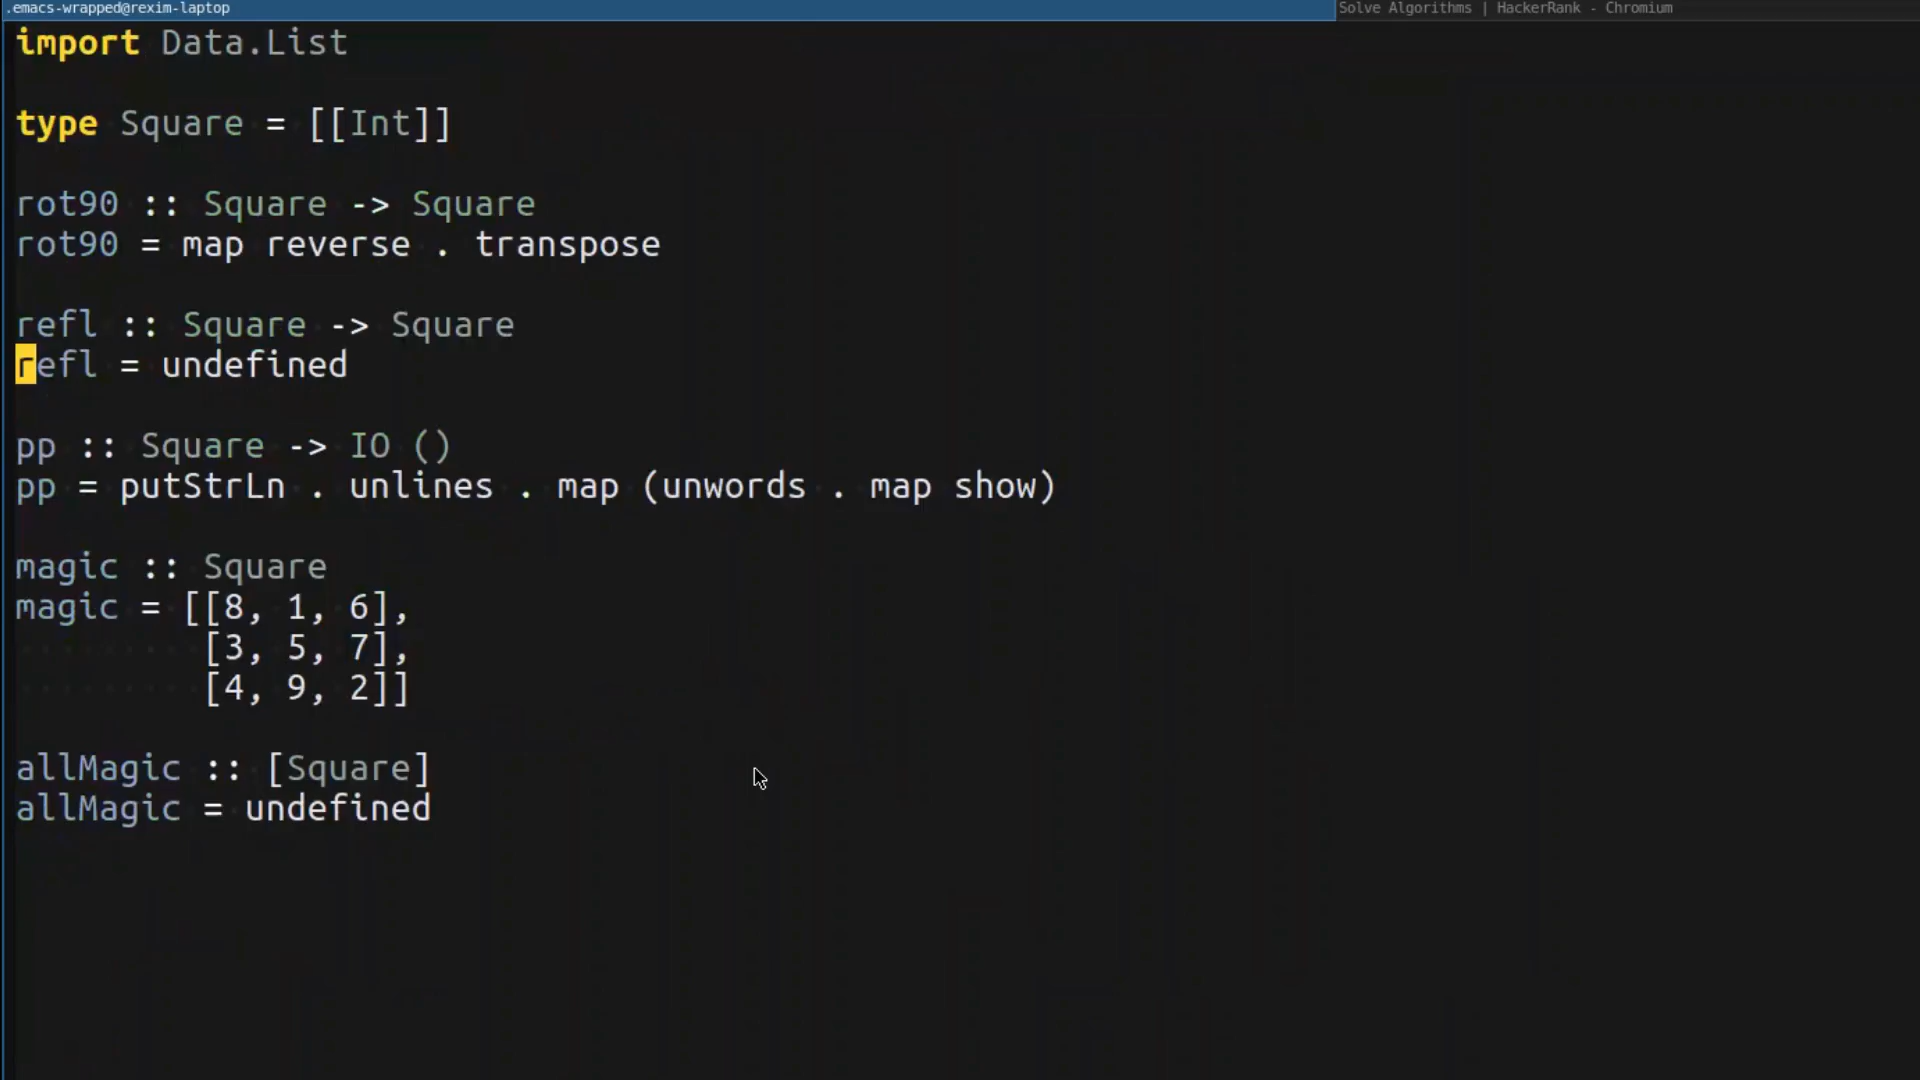 .emacs-wrapped@rexim-laptop
Solve Algorithms | HackerRank - Chromium
import Data.List
type Square = [[Int]]
rot90 :: Square -> Square
rot90 = map reverse . transpose
refl :: Square -> Square
refl = undefined
pp :: Square -> IO ()
pp = putStrLn . unlines . map (unwords . map show)
magic :: Square
magic = [[8, 1, 6],
[3, 5, 7],
[4, 9, 2]]
allMagic :: [Square]
allMagic = undefined